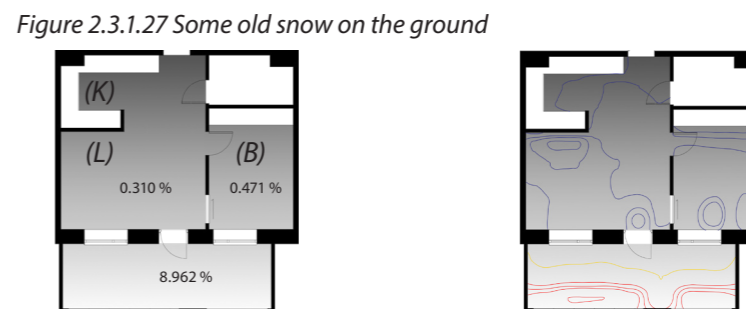 Figure 2.3.1.27 Some old snow on the ground
(K)
(L)
(B)
0.310 %
0.471 %
8.962 %